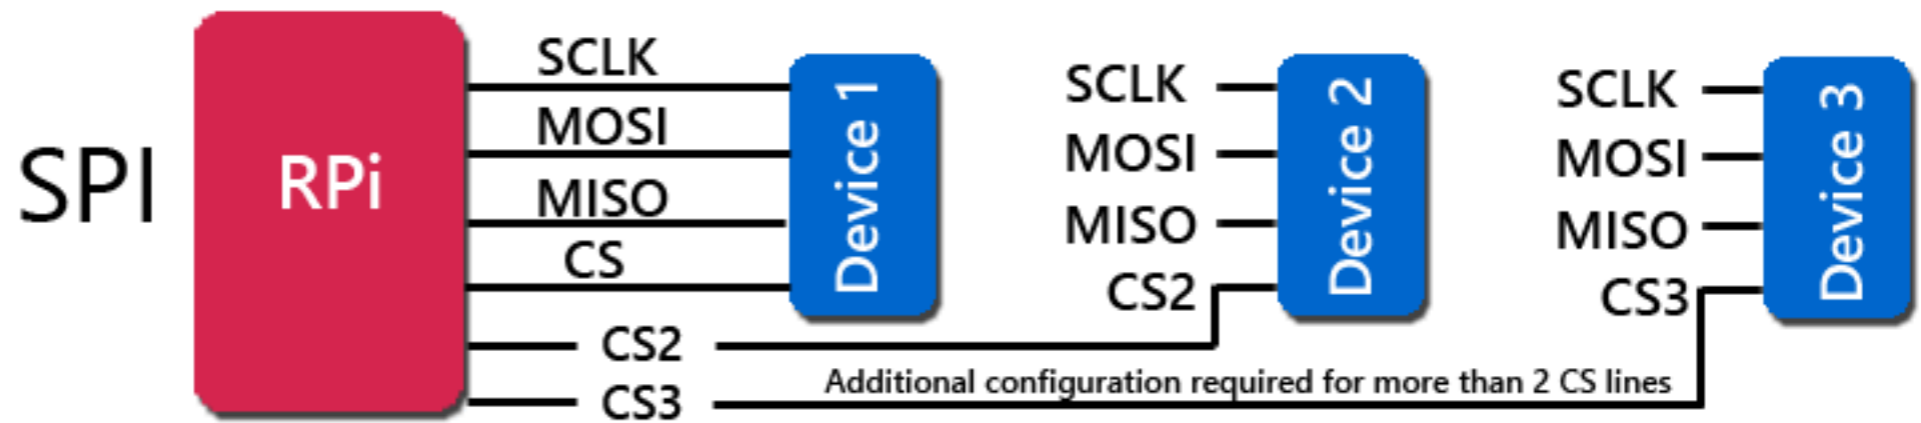 SPI
RPi
SCLK
MOSI
MISO
CS
CS2
CS3
Device 1
SCLK
MOSI
MISO
CS2
Device 2
SCLK
MOSI
MISO
CS3
Device 3
Additional configuration required for more than 2 CS lines